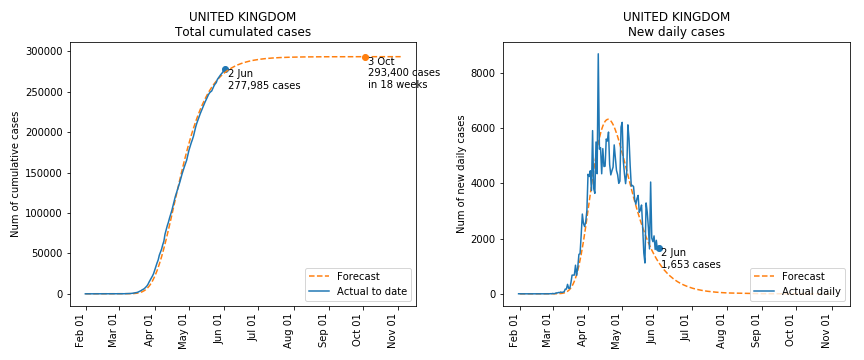 UNITED KINGDOM
Total cumulated cases
Num of cumulative cases
300000
250000
200000
150000
100000
50000
0
2 Jun
277,985 cases
3 Oct
293,400 cases
in 18 weeks
Forecast
Actual to date
Feb 01
Mar 01
Apr 01
May 01
Jun 01
Jul 01
Aug 01
Sep 01
Oct 01
Nov 01
UNITED KINGDOM
New daily cases
Num of new daily cases
8000
6000
4000
2000
0
2 Jun
1,653 cases
Forecast
Actual daily
Feb 01
Mar 01
Apr 01
May 01
Jun 01
Jul 01
Aug 01
Sep 01
Oct 01
Nov 01